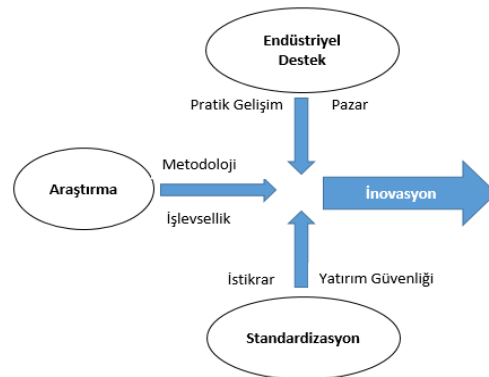 Endüstriyel
Destek
Pratik Gelişim Pazar
Metodoloji
Araştırma
İnovasyon
İşlevsellik
İstikrar Yatırım Güvenliği
Standardizasyon